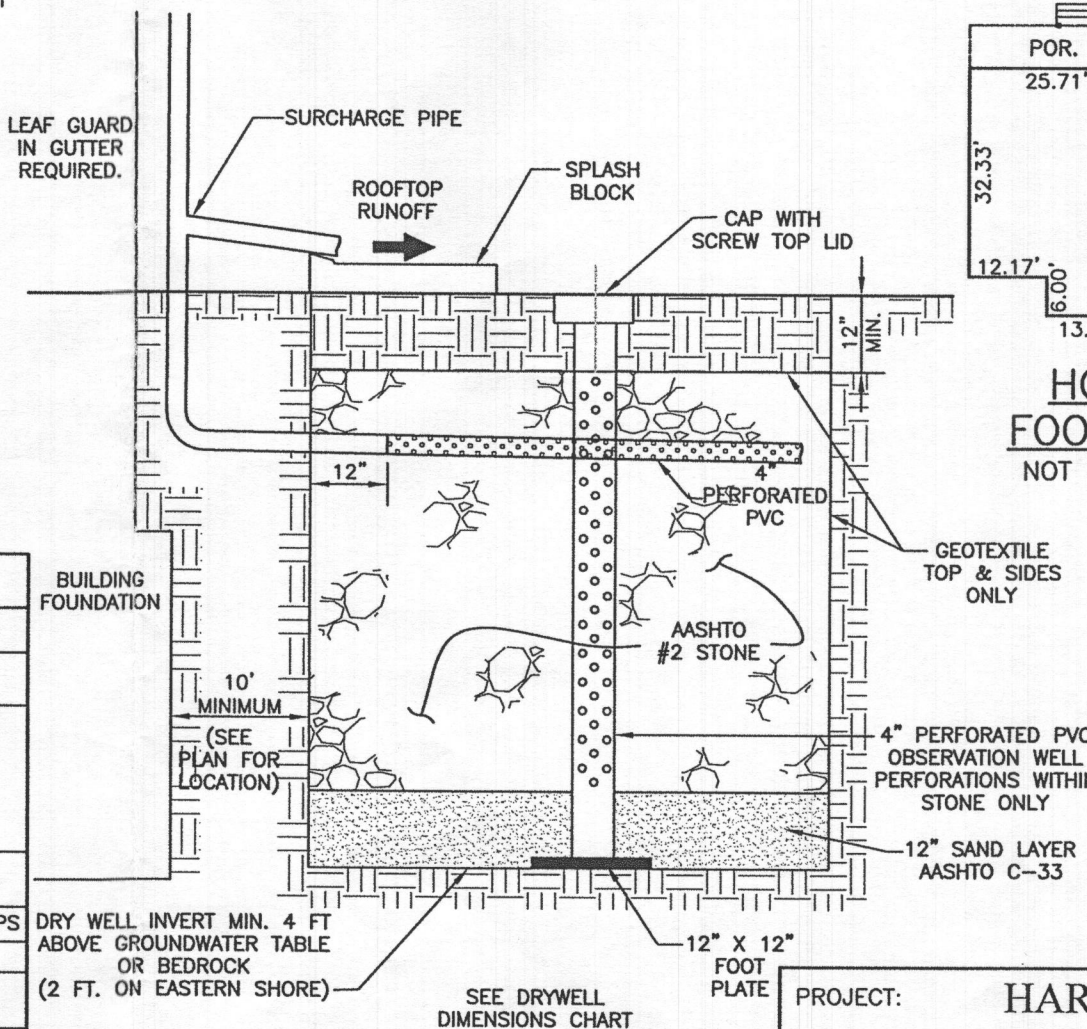 LEAF GUARD
IN GUTTER
REQUIRED.
SURCHARGE PIPE
ROOFTOP
RUNOFF
SPLASH
BLOCK
CAP WITH
SCREW TOP LID
POR.
25.71'
32.33'
12.17'
6.00'
13.
12"
MIN.
NOT
12"
4"
PERFORATED
PVC
GEOTEXTILE
TOP & SIDES
ONLY
BUILDING
FOUNDATION
AASHTO
#2 STONE
10'
MINIMUM
(SEE
PLAN FOR
LOCATION)
4" PERFORATED PVC
OBSERVATION WELL
PERFORATIONS WITHIN
STONE ONLY
12" SAND LAYER
AASHTO C-33
PS
DRY WELL INVERT MIN. 4 FT
ABOVE GROUNDWATER TABLE
OR BEDROCK
(2 FT. ON EASTERN SHORE)
12" X 12"
FOOT
PLATE
SEE DRYWELL
DIMENSIONS CHART
PROJECT:
HAR